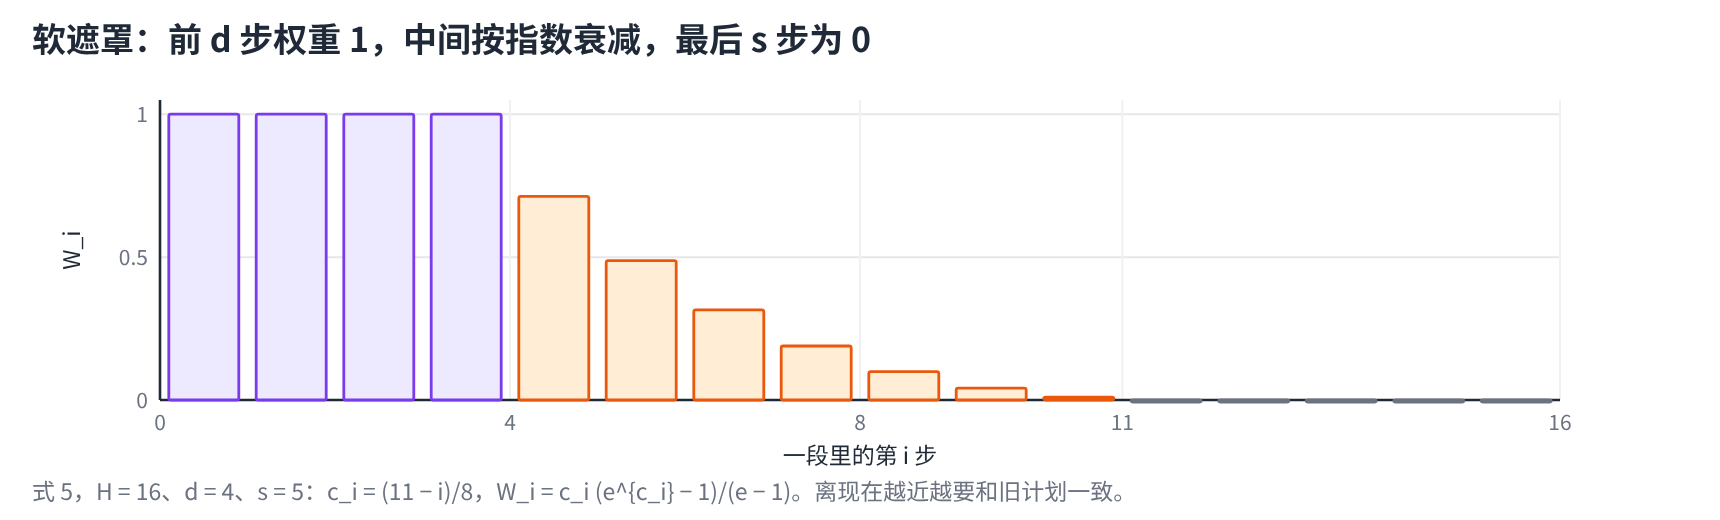 软遮罩：前 d 步权重 1，中间按指数衰减，最后 s 步为 0
1
0.5
0
W_i
0 4 8 11 16
一段里的第 i 步
式 5，H = 16、d = 4、s = 5：c_i = (11 − i)/8，W_i = c_i (e^{c_i} − 1)/(e − 1)。离现在越近越要和旧计划一致。